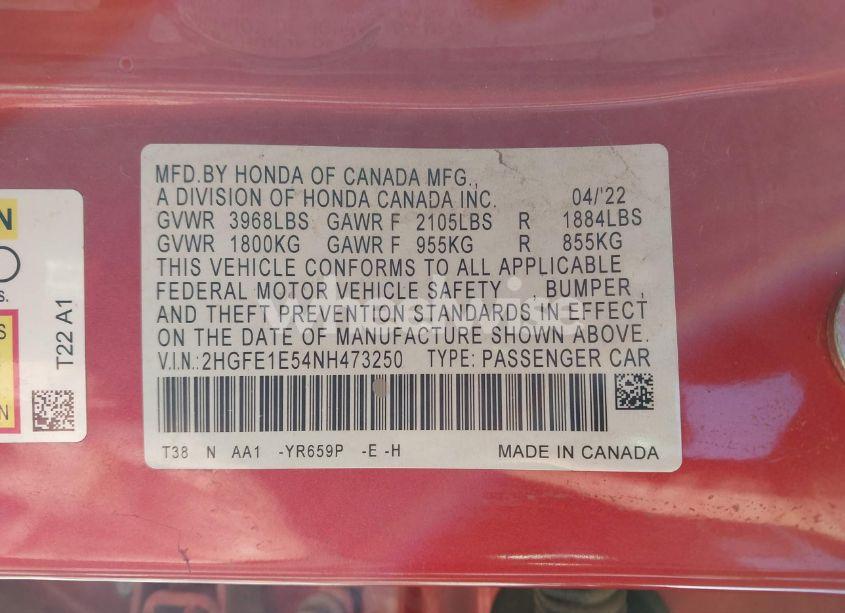 MFD.BY HONDA OF CANADA MFG.,
A DIVISION OF HONDA CANADA INC. 04/'22
GVWR 3968LBS GAWR F 2105LBS R 1884LBS
GVWR 1800KG GAWR F 955KG R 855KG
THIS VEHICLE CONFORMS TO ALL APPLICABLE
FEDERAL MOTOR VEHICLE SAFETY , BUMPER ,
AND THEFT PREVENTION STANDARDS IN EFFECT
ON THE DATE OF MANUFACTURE SHOWN ABOVE.
V.I.N.:2HGFE1E54NH473250 TYPE: PASSENGER CAR
T38 N AA1 -YR659P -E -H MADE IN CANADA
T22 A1